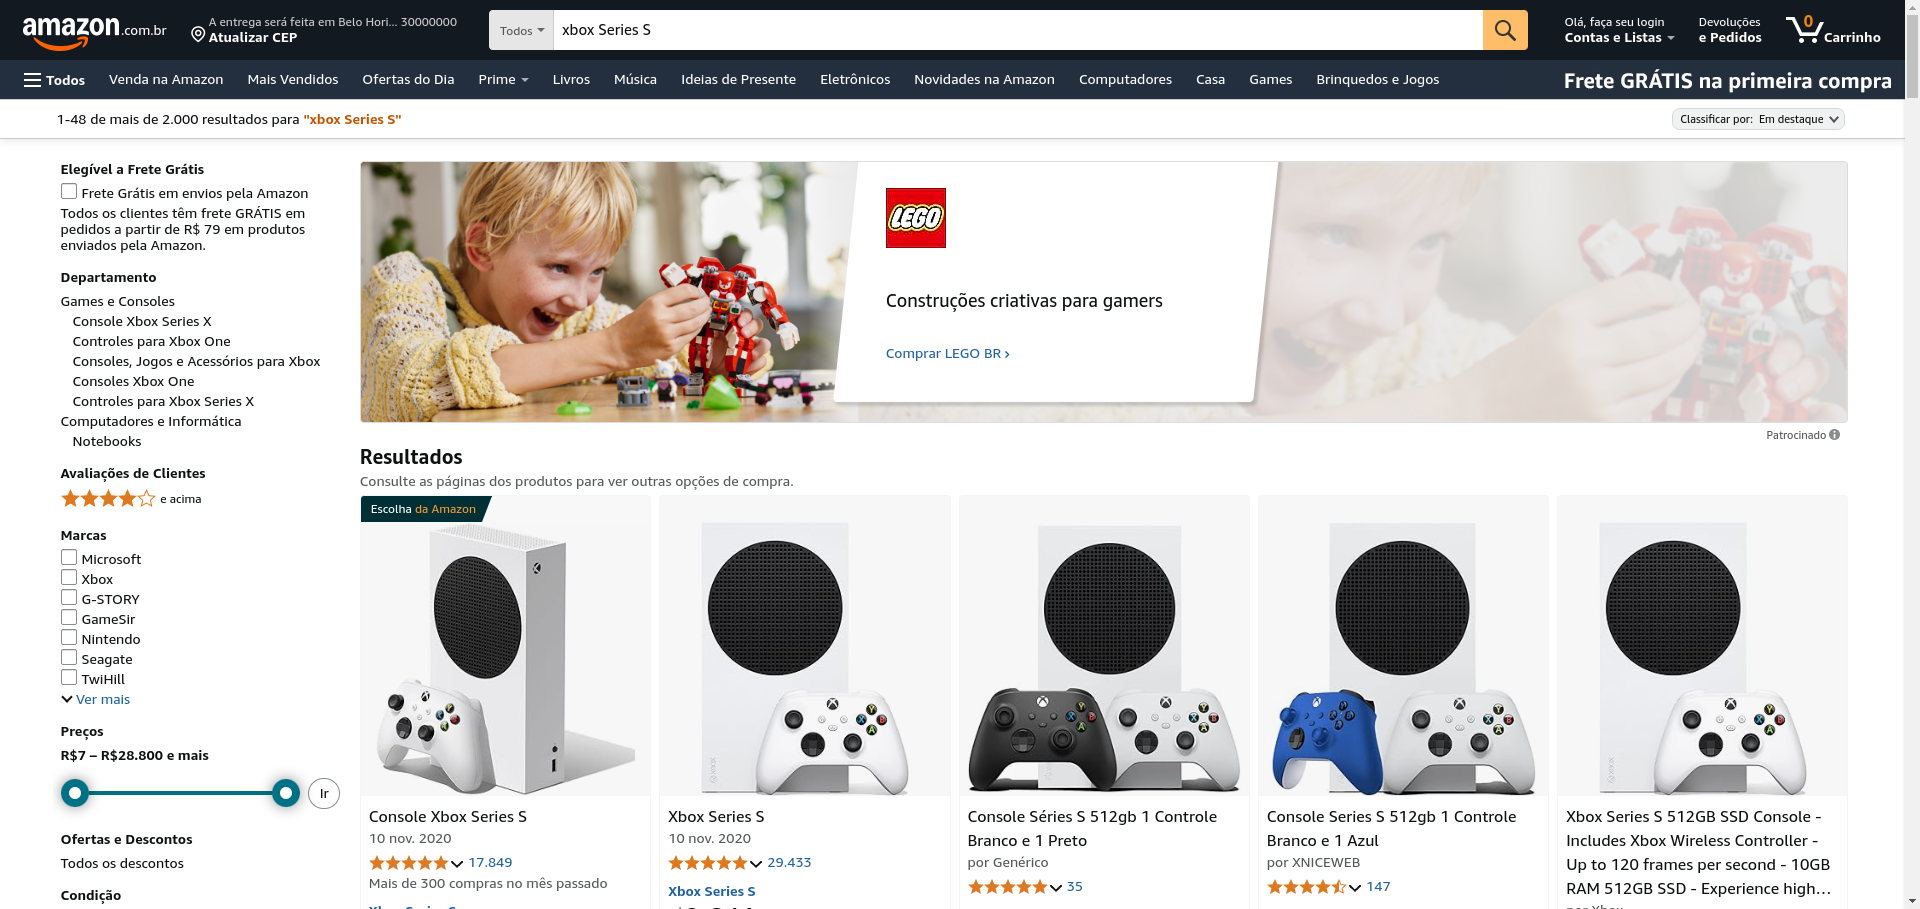 amazon.com.br
A entrega será feita em Belo Hori... 30000000
Atualizar CEP
Todos
xbox Series S
Olá, faça seu login
Contas e Listas
Devoluções
e Pedidos
0
Carrinho
Todos
Venda na Amazon
Mais Vendidos
Ofertas do Dia
Prime
Livros
Música
Ideias de Presente
Eletrônicos
Novidades na Amazon
Computadores
Casa
Games
Brinquedos e Jogos
Frete GRÁTIS na primeira compra
1-48 de mais de 2.000 resultados para "xbox Series S"
Classificar por: Em destaque
Elegível a Frete Grátis
Frete Grátis em envios pela Amazon
Todos os clientes têm frete GRÁTIS em
pedidos a partir de R$ 79 em produtos
enviados pela Amazon.
Departamento
Games e Consoles
Console Xbox Series X
Controles para Xbox One
Consoles, Jogos e Acessórios para Xbox
Consoles Xbox One
Controles para Xbox Series X
Computadores e Informática
Notebooks
Avaliações de Clientes
e acima
Marcas
Microsoft
Xbox
G-STORY
GameSir
Nintendo
Seagate
TwiHill
Ver mais
Preços
R$7 – R$28.800 e mais
Ir
Ofertas e Descontos
Todos os descontos
Condição
LEGO
Construções criativas para gamers
Comprar LEGO BR ›
Patrocinado
Resultados
Consulte as páginas dos produtos para ver outras opções de compra.
Escolha da Amazon
Console Xbox Series S
10 nov. 2020
17.849
Mais de 300 compras no mês passado
Xbox Series S
10 nov. 2020
29.433
Xbox Series S
Console Séries S 512gb 1 Controle
Branco e 1 Preto
por Genérico
35
Console Series S 512gb 1 Controle
Branco e 1 Azul
por XNICEWEB
147
Xbox Series S 512GB SSD Console -
Includes Xbox Wireless Controller -
Up to 120 frames per second - 10GB
RAM 512GB SSD - Experience high...